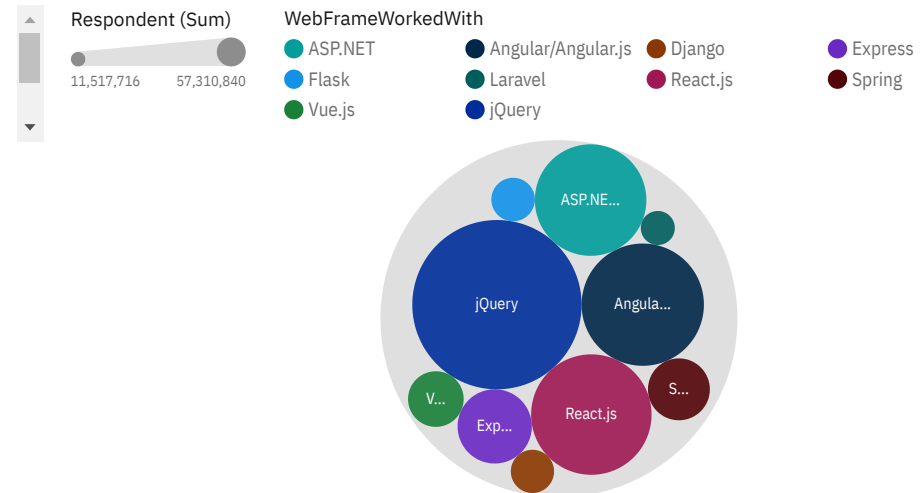 Respondent (Sum)
11,517,716 57,310,840
WebFrameWorkedWith
ASP.NET Angular/Angular.js Django Express
Flask Laravel React.js Spring
Vue.js jQuery
ASP.NE...
jQuery
Angula...
S...
V...
React.js
Exp...